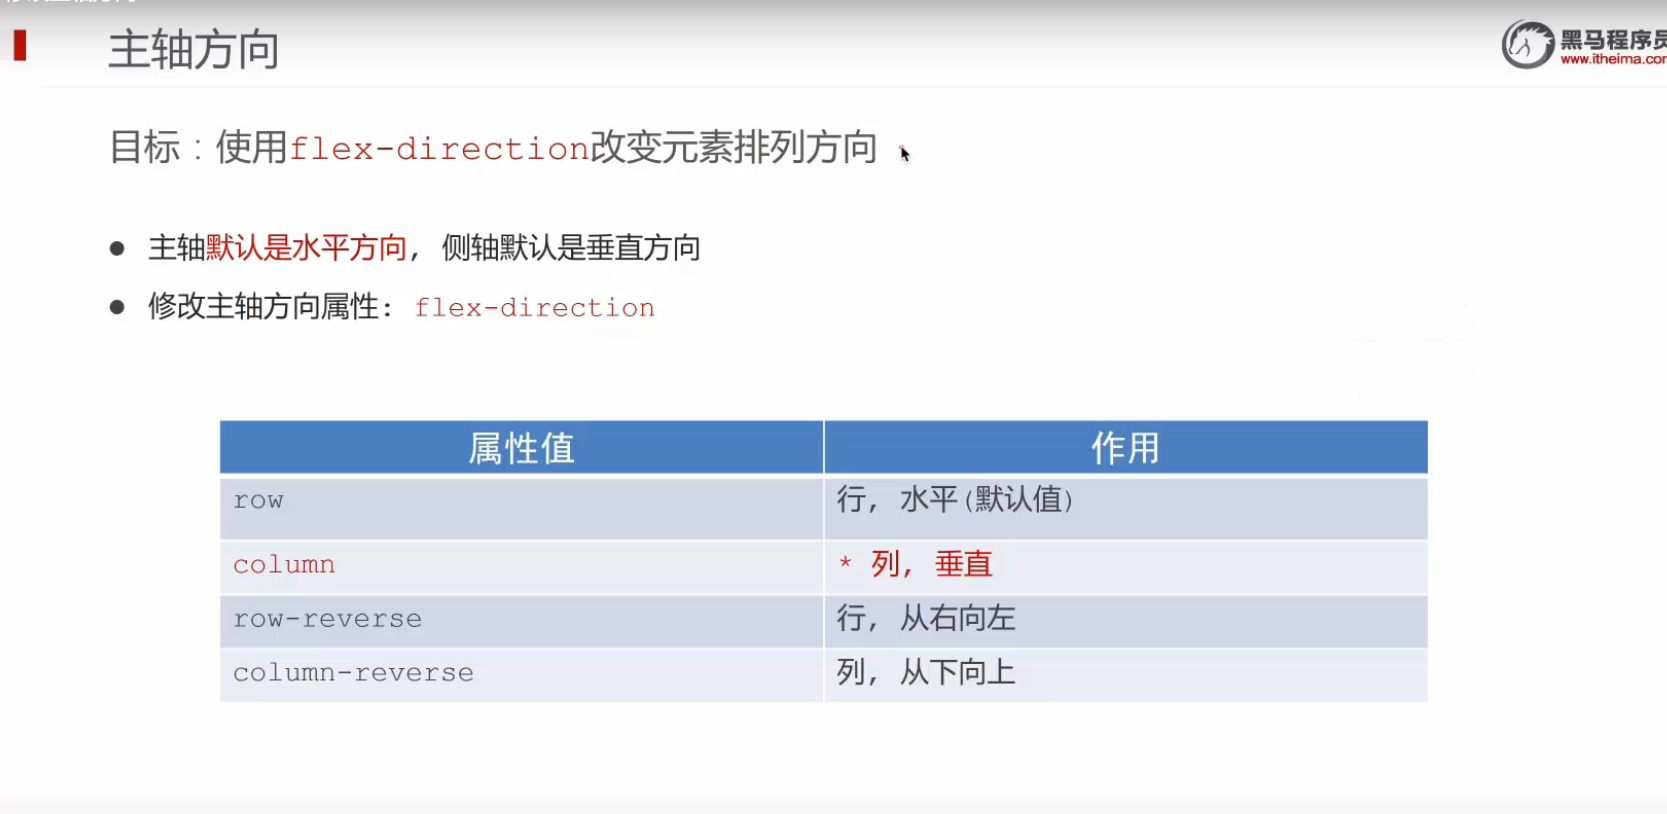 主轴方向
黑马程序员
www.itheima.com
目标：使用flex-direction改变元素排列方向
● 主轴默认是水平方向，侧轴默认是垂直方向
● 修改主轴方向属性：flex-direction
属性值 作用
row 行，水平(默认值)
column * 列，垂直
row-reverse 行，从右向左
column-reverse 列，从下向上